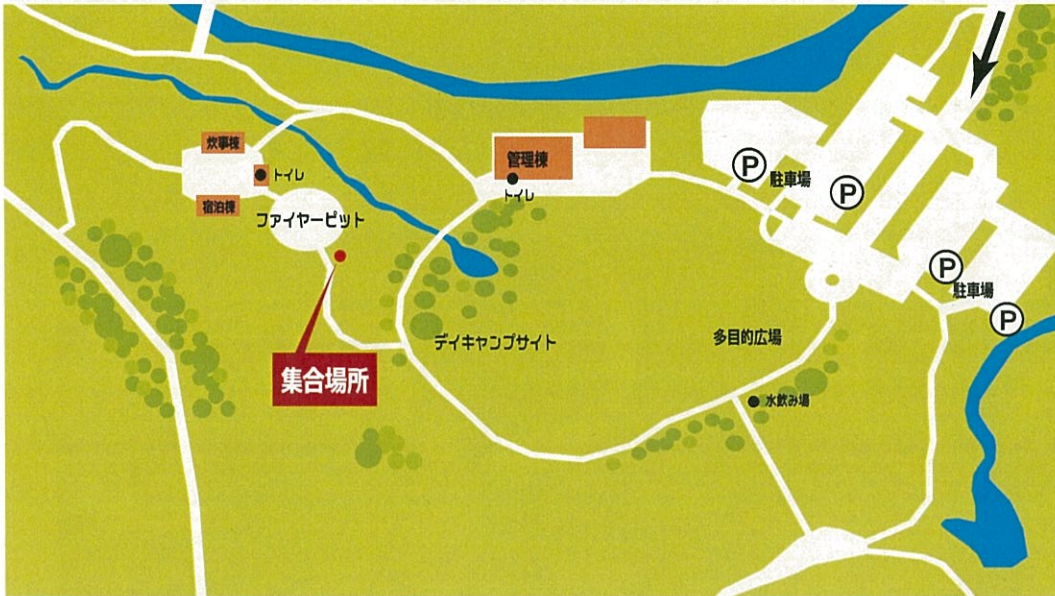 炊事棟
トイレ
宿泊棟
ファイヤーピット
集合場所
管理棟
トイレ
デイキャンプサイト
多目的広場
水飲み場
P
駐車場
P
P
駐車場
P